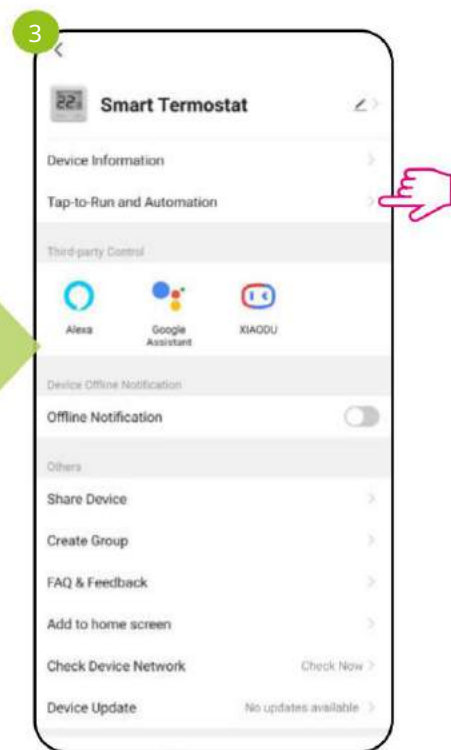 3
Smart Termostat
Device Information
Tap-to-Run and Automation
Third-party Control
Alexa
Google
Assistant
XIAODU
Device Offline Notification
Offline Notification
Others
Share Device
Create Group
FAQ & Feedback
Add to home screen
Check Device Network Check Now
Device Update No updates available